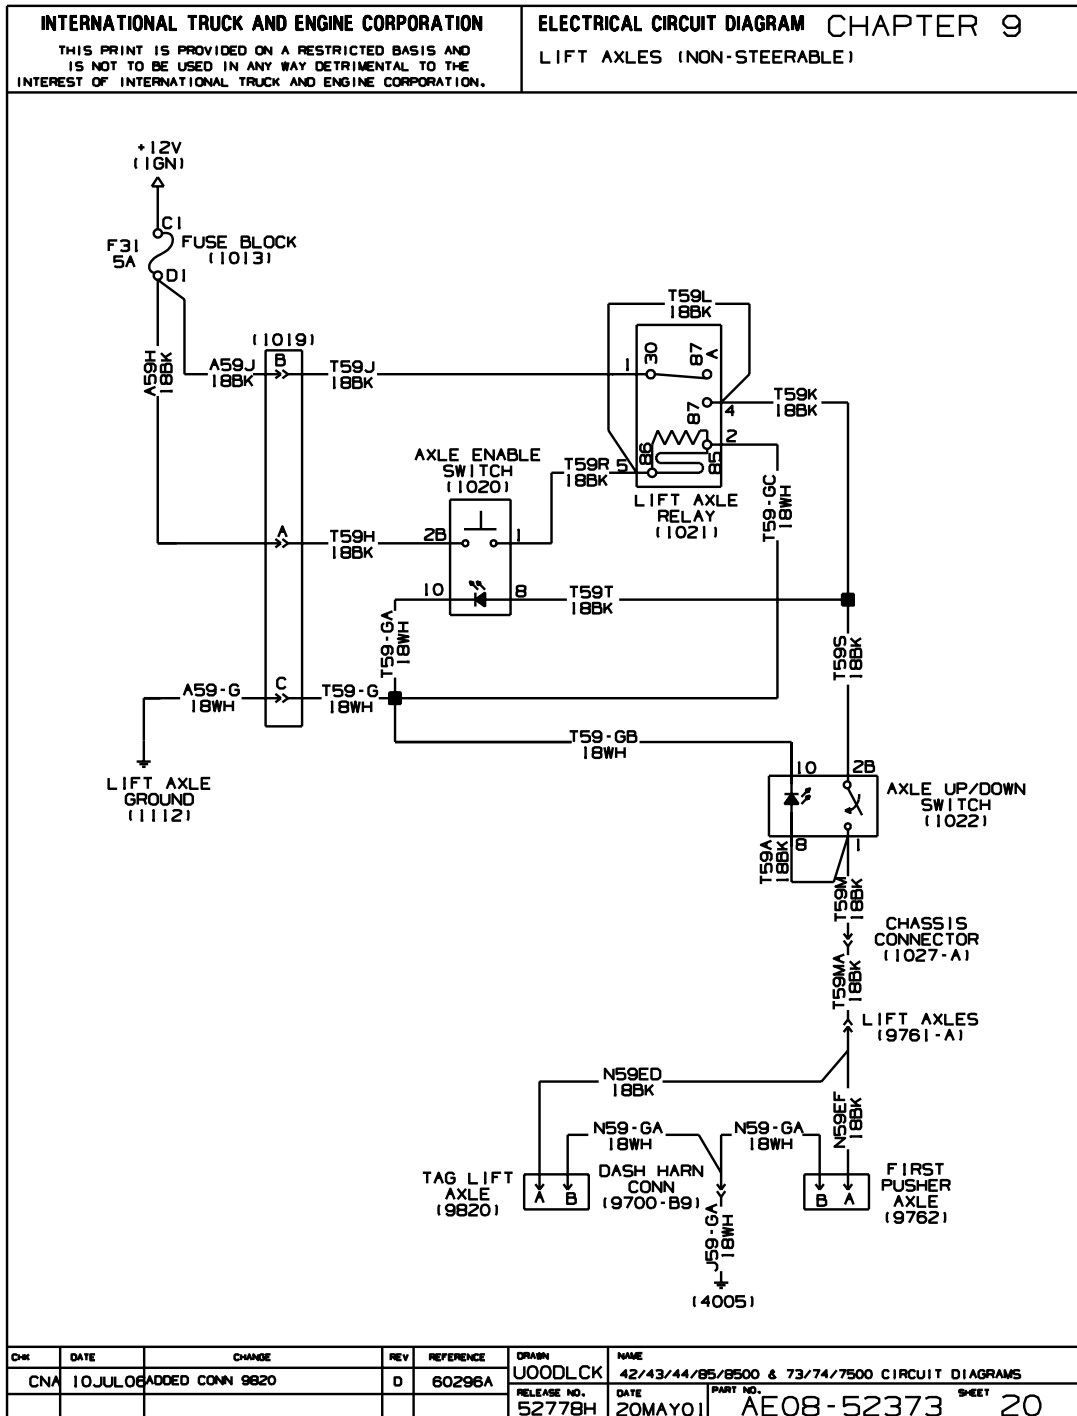 INTERNATIONAL TRUCK AND ENGINE CORPORATION
THIS PRINT IS PROVIDED ON A RESTRICTED BASIS AND
IS NOT TO BE USED IN ANY WAY DETRIMENTAL TO THE
INTEREST OF INTERNATIONAL TRUCK AND ENGINE CORPORATION.
ELECTRICAL CIRCUIT DIAGRAM CHAPTER 9
LIFT AXLES (NON-STEERABLE)
+12V
(IGN)
C1
F31
5A
FUSE BLOCK
(1013)
D1
T59L
18BK
(1019)
A59H
18BK
A59J
18BK
B
T59J
18BK
1
30
87
A
87
4
T59K
18BK
2
86
85
AXLE ENABLE
SWITCH
(1020)
T59R
18BK
5
LIFT AXLE
RELAY
(1021)
T59-GC
18WH
A
T59H
18BK
2B
1
10
8
T59T
18BK
T59-GA
18WH
T59S
18BK
A59-G
18WH
C
T59-G
18WH
T59-GB
18WH
LIFT AXLE
GROUND
(1112)
10
2B
AXLE UP/DOWN
SWITCH
(1022)
8
1
T59A
18BK
T59M
18BK
CHASSIS
CONNECTOR
(1027-A)
T59MA
18BK
LIFT AXLES
(9761-A)
N59ED
18BK
N59EF
18BK
N59-GA
18WH
N59-GA
18WH
TAG LIFT
AXLE
(9820)
A
B
DASH HARN
CONN
(9700-B9)
B
A
FIRST
PUSHER
AXLE
(9762)
J59-GA
18WH
(4005)
CHK DATE CHANGE REV REFERENCE
CNA 10JUL06 ADDED CONN 9820 D 60296A
DRAWN
UOODLCK
NAME
42/43/44/85/8500 & 73/74/7500 CIRCUIT DIAGRAMS
RELEASE NO.
52778H
DATE
20MAY01
PART NO.
AE08-52373
SHEET
20